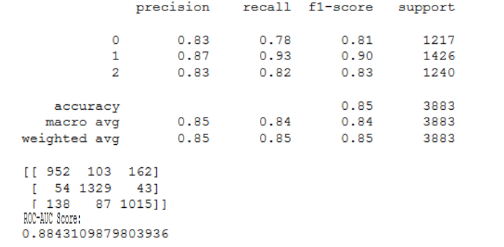 precision recall f1-score support
0 0.83 0.78 0.81 1217
1 0.87 0.93 0.90 1426
2 0.83 0.82 0.83 1240
accuracy 0.85 3883
macro avg 0.85 0.84 0.84 3883
weighted avg 0.85 0.85 0.85 3883
[[ 952 103 162]
[ 54 1329 43]
[ 138 87 1015]]
ROC-AUC Score:
0.8843109879803936